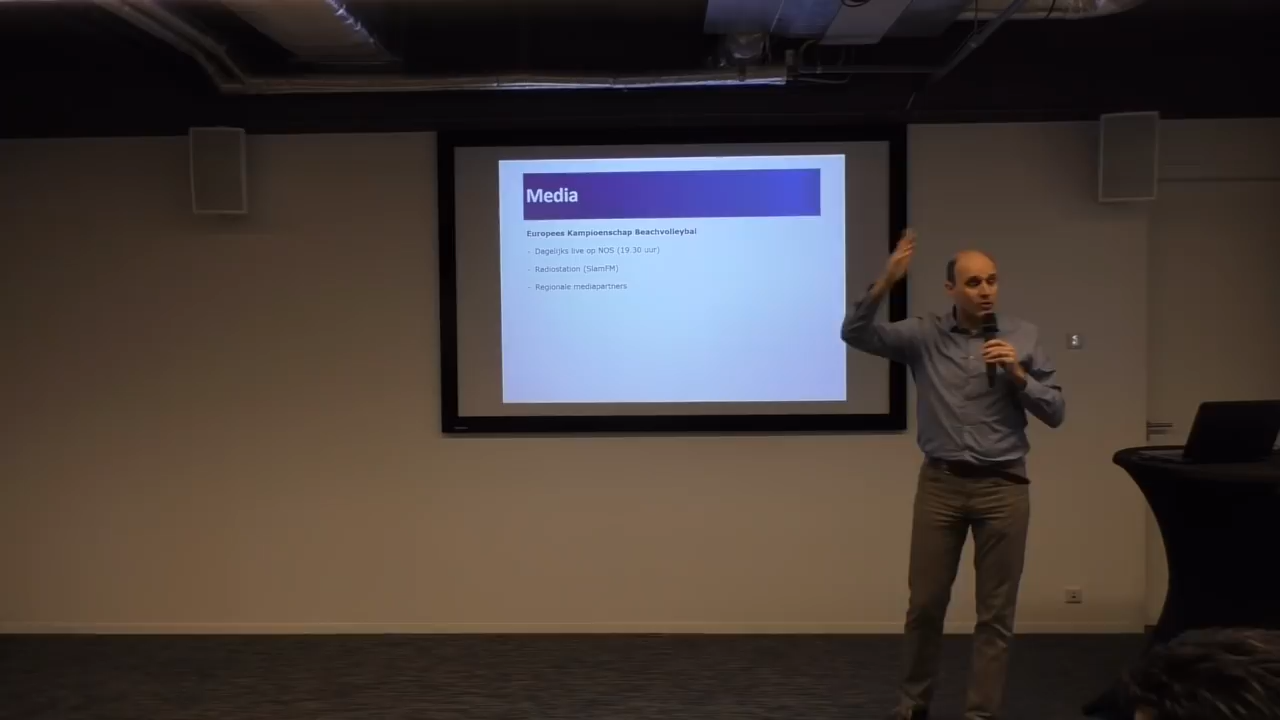 Media
Europees Kampioenschap Beachvolleybal
- Dagelijks live op NOS (19.30 uur)
- Radiostation (SlamFM)
- Regionale mediapartners